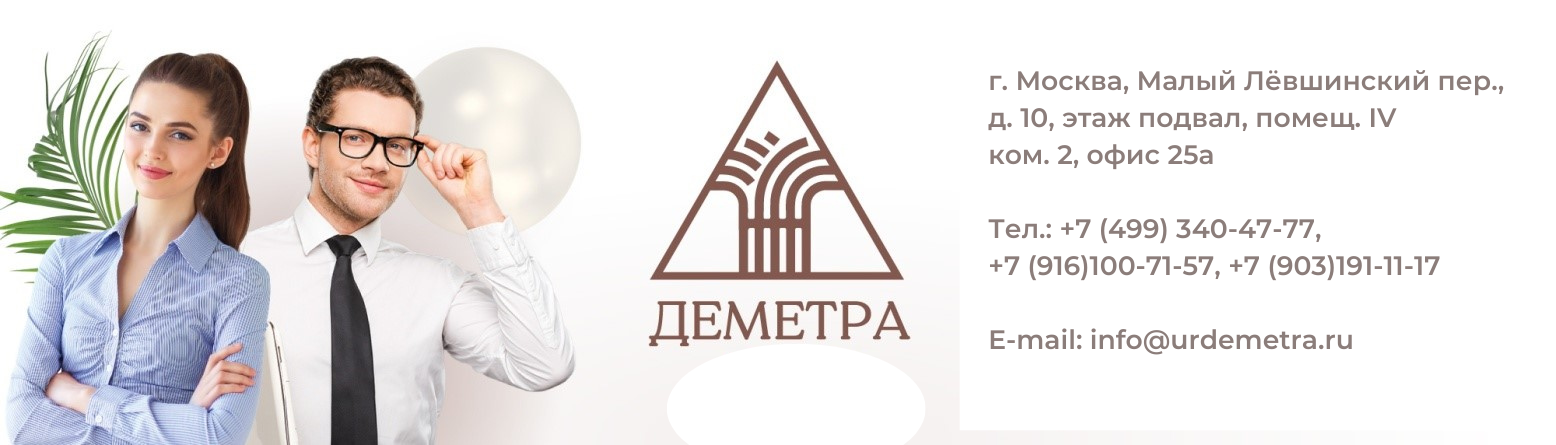 ДЕМЕТРА
г. Москва, Малый Лёвшинский пер.,
д. 10, этаж подвал, помещ. IV
ком. 2, офис 25а
Тел.: +7 (499) 340-47-77,
+7 (916)100-71-57, +7 (903)191-11-17
E-mail: info@urdemetra.ru